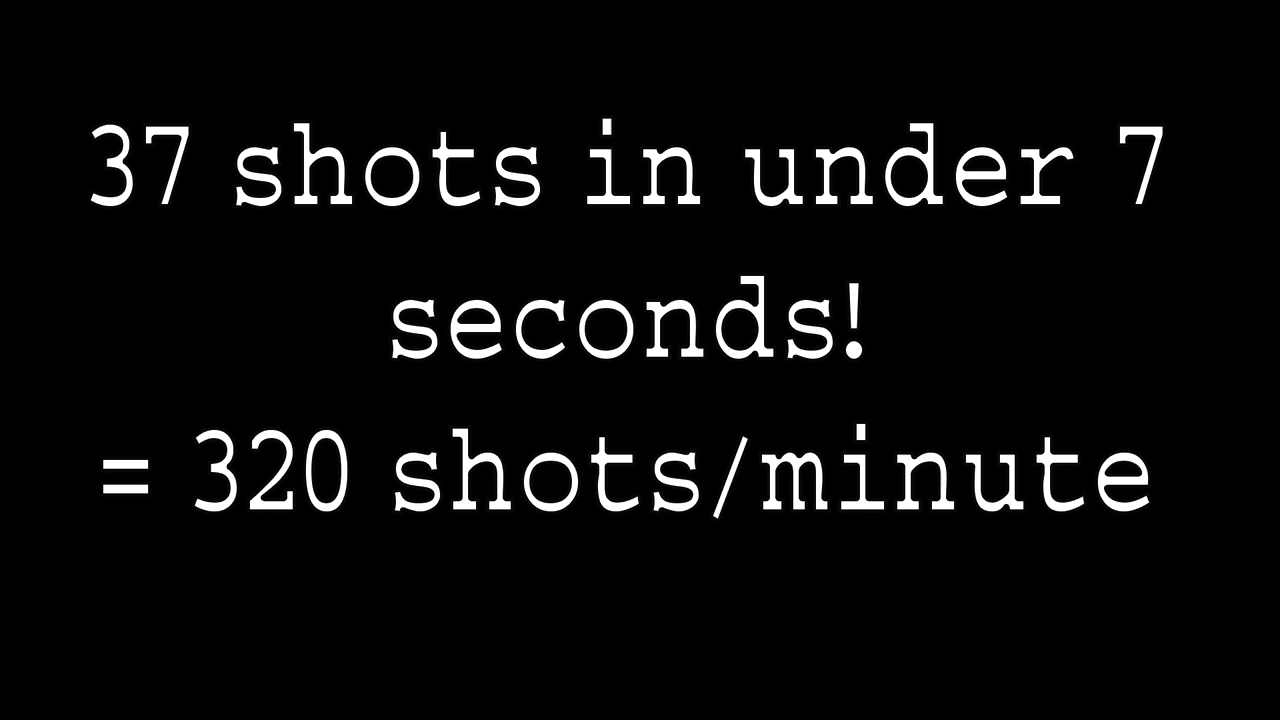 37 shots in under 7
seconds!
= 320 shots/minute